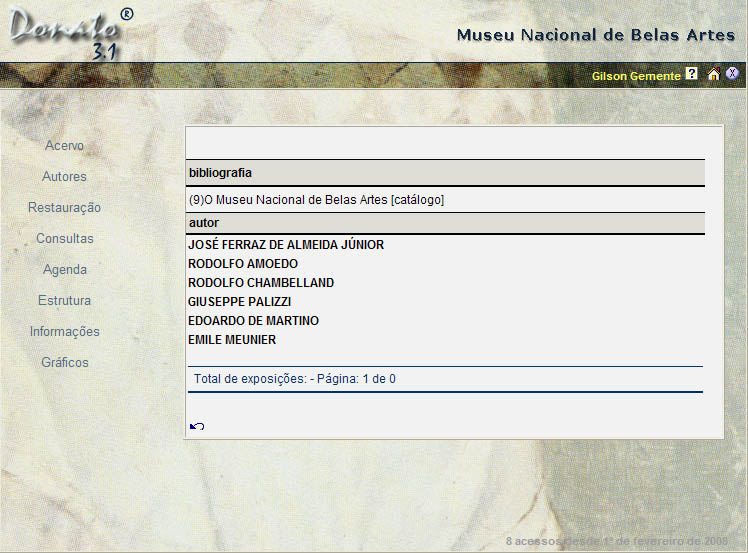 Donato ®
3.1
Museu Nacional de Belas Artes
Gilson Gemente ? X
Acervo
Autores
Restauração
Consultas
Agenda
Estrutura
Informações
Gráficos
bibliografia
(9)O Museu Nacional de Belas Artes [catálogo]
autor
JOSÉ FERRAZ DE ALMEIDA JÚNIOR
RODOLFO AMOEDO
RODOLFO CHAMBELLAND
GIUSEPPE PALIZZI
EDOARDO DE MARTINO
EMILE MEUNIER
Total de exposições: - Página: 1 de 0
8 acessos desde 1º de fevereiro de 2008